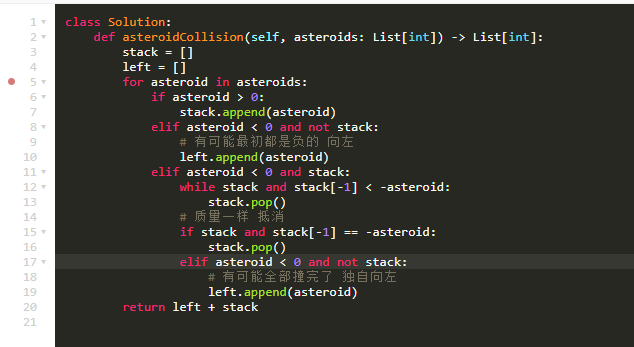 1 class Solution:
2 def asteroidCollision(self, asteroids: List[int]) -> List[int]:
3 stack = []
4 left = []
5 for asteroid in asteroids:
6 if asteroid > 0:
7 stack.append(asteroid)
8 elif asteroid < 0 and not stack:
9 # 有可能最初都是负的 向左
10 left.append(asteroid)
11 elif asteroid < 0 and stack:
12 while stack and stack[-1] < -asteroid:
13 stack.pop()
14 # 质量一样 抵消
15 if stack and stack[-1] == -asteroid:
16 stack.pop()
17 elif asteroid < 0 and not stack:
18 # 有可能全部撞完了 独自向左
19 left.append(asteroid)
20 return left + stack
21